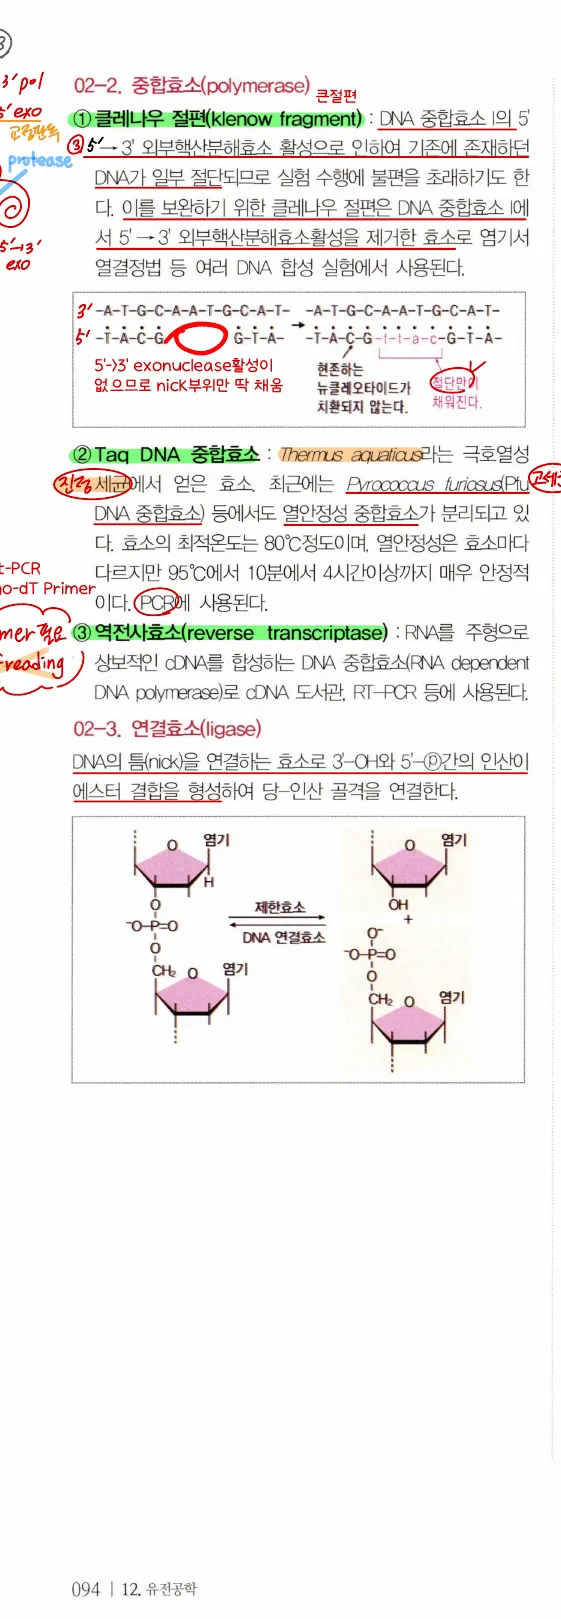 3
3' pol
5' exo
교정판독
protease
5'→3'
exo
02-2. 중합효소(polymerase) 큰절편
① 클레나우 절편(klenow fragment) : DNA 중합효소 I의 5'
③ 5' → 3' 외부핵산분해효소 활성으로 인하여 기존에 존재하던
DNA가 일부 절단되므로 실험 수행에 불편을 초래하기도 한
다. 이를 보완하기 위한 클레나우 절편은 DNA 중합효소 I에
서 5' → 3' 외부핵산분해효소활성을 제거한 효소로 염기서
열결정법 등 여러 DNA 합성 실험에서 사용된다.
3' -A-T-G-C-A-A-T-G-C-A-T- → -A-T-G-C-A-A-T-G-C-A-T-
5' -T-A-C-G G-T-A- -T-A-C-G-t-t-a-c-G-T-A-
5'->3' exonuclease활성이
없으므로 nick부위만 딱 채움
현존하는
뉴클레오타이드가
치환되지 않는다.
절단만이
채워진다.
② Taq DNA 중합효소 : Thermus aquaticus라는 극호열성
진정 세균에서 얻은 효소. 최근에는 Pyrococcus furiosus(Pfu 고세균
DNA 중합효소) 등에서도 열안정성 중합효소가 분리되고 있
다. 효소의 최적온도는 80℃정도이며, 열안정성은 효소마다
다르지만 95℃에서 10분에서 4시간이상까지 매우 안정적
이다. PCR에 사용된다.
t-PCR
go-dT Primer
mer 필요
freading
③ 역전사효소(reverse transcriptase) : RNA를 주형으로
상보적인 cDNA를 합성하는 DNA 중합효소(RNA dependent
DNA polymerase)로 cDNA 도서관, RT-PCR 등에 사용된다.
02-3. 연결효소(ligase)
DNA의 틈(nick)을 연결하는 효소로 3'-OH와 5'-ⓟ간의 인산이
에스터 결합을 형성하여 당-인산 골격을 연결한다.
O 염기
H
O
⁻O-P=O
O
CH₂ O 염기
제한효소
DNA 연결효소
O 염기
OH
+
O⁻
⁻O-P=O
O
CH₂ O 염기
094 | 12. 유전공학